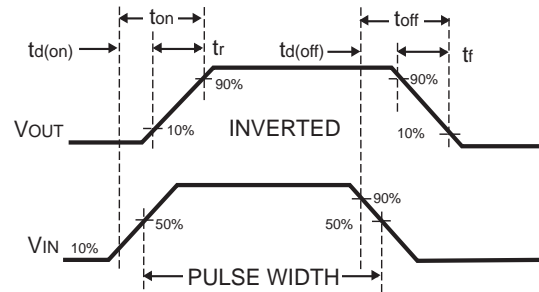 ton toff
td(on) tr td(off) tf
90% 90%
VOUT 10% INVERTED 10%
90%
50% 50%
VIN 10%
PULSE WIDTH